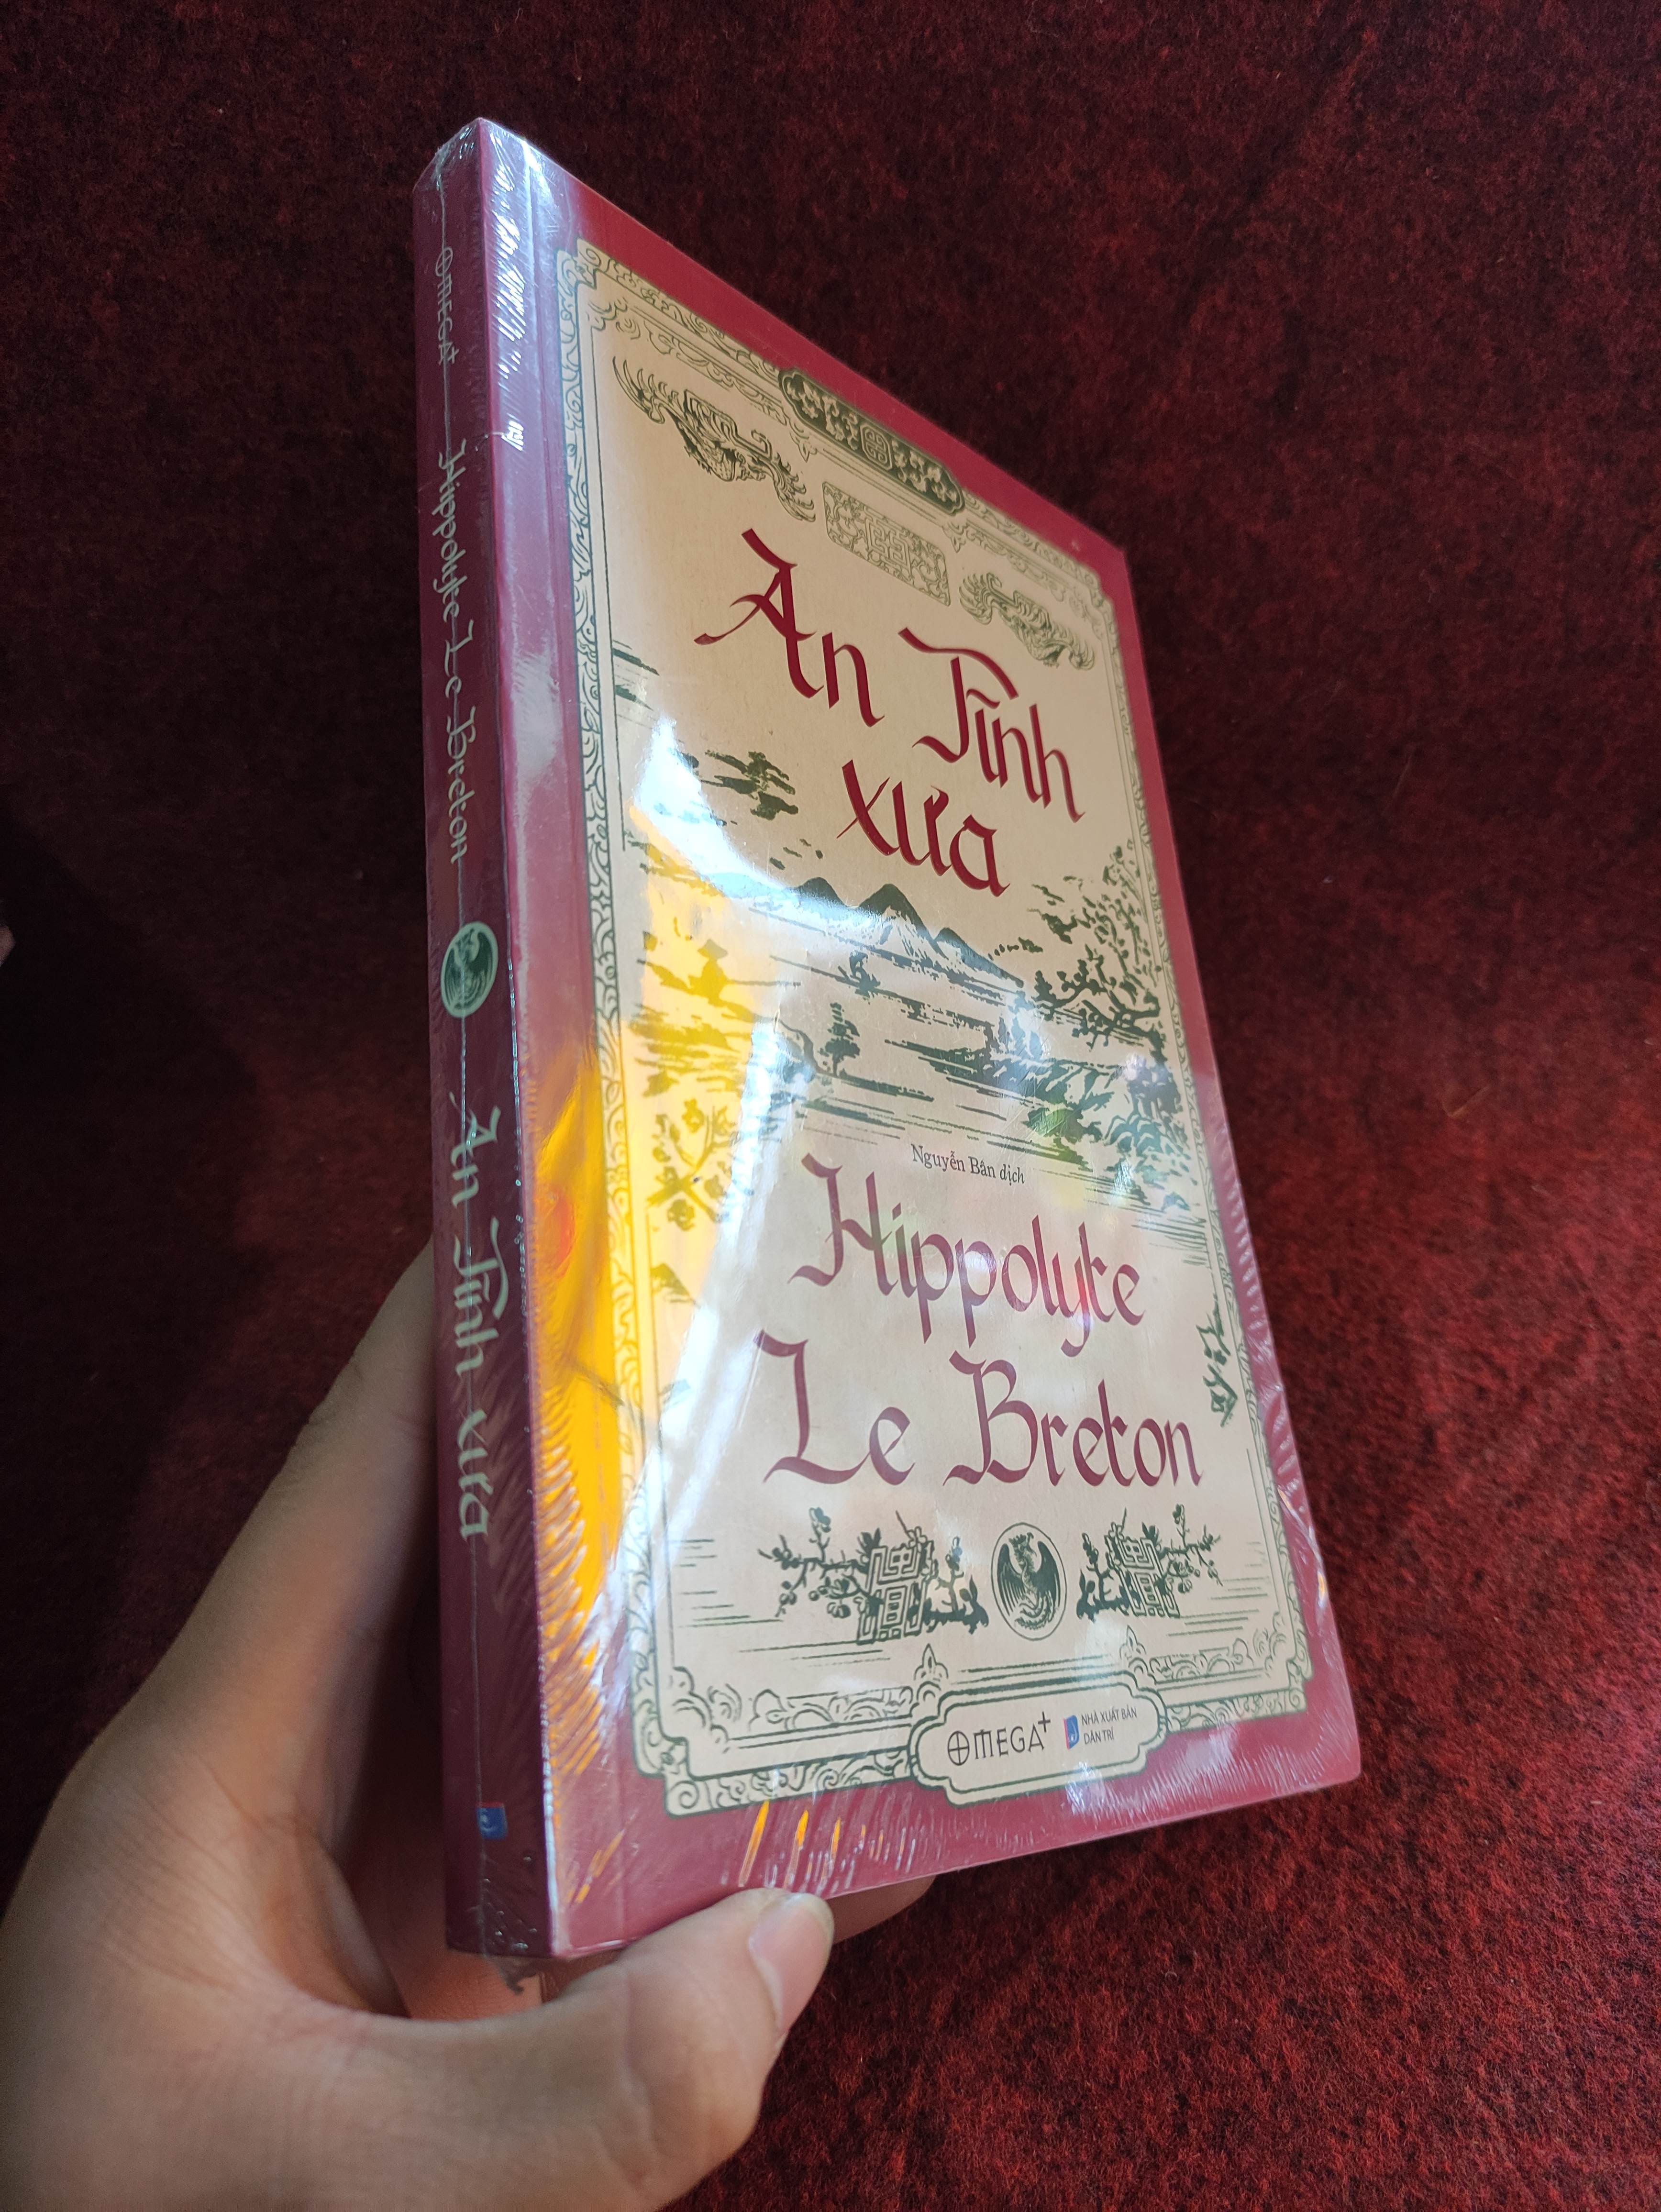 An Tĩnh
xưa
Nguyễn Bân dịch
Hippolyte
Le Breton
OMEGA+
NHÀ XUẤT BẢN
DÂN TRÍ
OMEGA+
Hippolyte Le Breton
An Tĩnh xưa